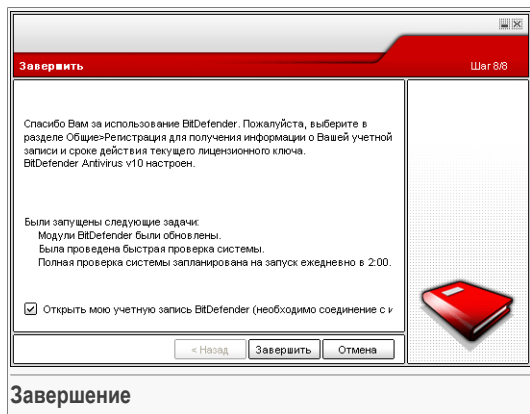 Завершить
Шаг 8/8
Спасибо Вам за использование BitDefender. Пожалуйста, выберите в
разделе Общие>Регистрация для получения информации о Вашей учетной
записи и сроке действия текущего лицензионного ключа.
BitDefender Antivirus v10 настроен.
Были запущены следующие задачи:
Модули BitDefender были обновлены.
Была проведена быстрая проверка системы.
Полная проверка системы запланирована на запуск ежедневно в 2:00.
Открыть мою учетную запись BitDefender (необходимо соединение с и
< Назад
Завершить
Отмена
Завершение